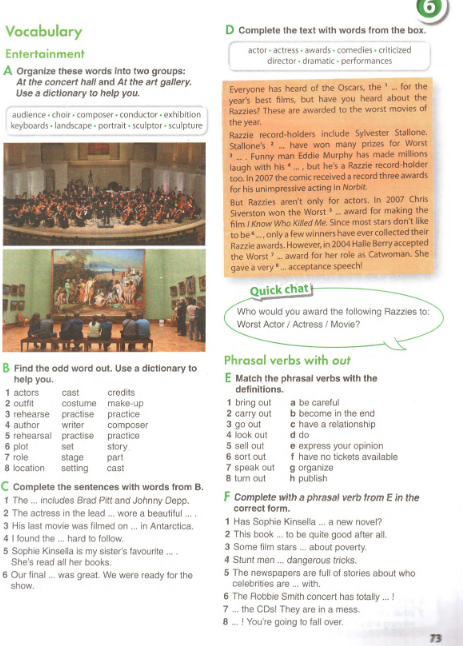 6
Vocabulary
Entertainment
A Organize these words into two groups:
At the concert hall and At the art gallery.
Use a dictionary to help you.
audience • choir • composer • conductor • exhibition
keyboards • landscape • portrait • sculptor • sculpture
B Find the odd word out. Use a dictionary to
help you.
1 actors cast credits
2 outfit costume make-up
3 rehearse practise practice
4 author writer composer
5 rehearsal practise practice
6 plot set story
7 role stage part
8 location setting cast
C Complete the sentences with words from B.
1 The ... includes Brad Pitt and Johnny Depp.
2 The actress in the lead ... wore a beautiful ... .
3 His last movie was filmed on ... in Antarctica.
4 I found the ... hard to follow.
5 Sophie Kinsella is my sister's favourite ... .
She's read all her books.
6 Our final ... was great. We were ready for the
show.
D Complete the text with words from the box.
actor • actress • awards • comedies • criticized
director • dramatic • performances
Everyone has heard of the Oscars, the 1 ... for the
year's best films, but have you heard about the
Razzies? These are awarded to the worst movies of
the year.
Razzie record-holders include Sylvester Stallone.
Stallone's 2 ... have won many prizes for Worst
3 ... . Funny man Eddie Murphy has made millions
laugh with his 4 ... , but he's a Razzie record-holder
too. In 2007 the comic received a record three awards
for his unimpressive acting in Norbit.
But Razzies aren't only for actors. In 2007 Chris
Siverston won the Worst 5 ... award for making the
film I Know Who Killed Me. Since most stars don't like
to be 6 ... , only a few winners have ever collected their
Razzie awards. However, in 2004 Halle Berry accepted
the Worst 7 ... award for her role as Catwoman. She
gave a very 8 ... acceptance speech!
Quick chat
Who would you award the following Razzies to:
Worst Actor / Actress / Movie?
Phrasal verbs with out
E Match the phrasal verbs with the
definitions.
1 bring out a be careful
2 carry out b become in the end
3 go out c have a relationship
4 look out d do
5 sell out e express your opinion
6 sort out f have no tickets available
7 speak out g organize
8 turn out h publish
F Complete with a phrasal verb from E in the
correct form.
1 Has Sophie Kinsella ... a new novel?
2 This book ... to be quite good after all.
3 Some film stars ... about poverty.
4 Stunt men ... dangerous tricks.
5 The newspapers are full of stories about who
celebrities are ... with.
6 The Robbie Smith concert has totally ... !
7 ... the CDs! They are in a mess.
8 ... ! You're going to fall over.
73